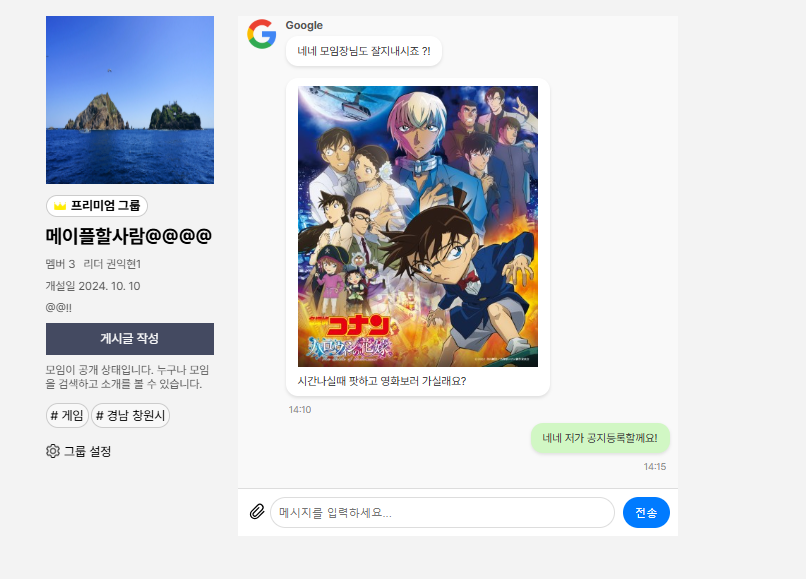 프리미엄 그룹
메이플할사람@@@@
멤버 3 리더 권익현1
개설일 2024. 10. 10
@@!!
게시글 작성
모임이 공개 상태입니다. 누구나 모임
을 검색하고 소개를 볼 수 있습니다.
# 게임 # 경남 창원시
그룹 설정
Google
네네 모임장님도 잘지내시죠 ?!
名探偵
コナン
ハロウィンの花嫁
시간나실때 팟하고 영화보러 가실래요?
14:10
네네 저가 공지등록할께요!
14:15
메시지를 입력하세요...
전송